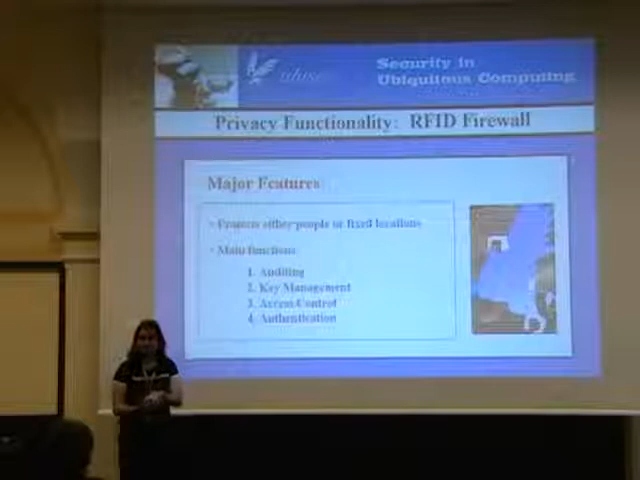 Security in
Ubiquitous Computing
Privacy Functionality: RFID Firewall
Major Features
• Protects either people or fixed locations
• Main functions:
1. Auditing
2. Key Management
3. Access Control
4. Authentication